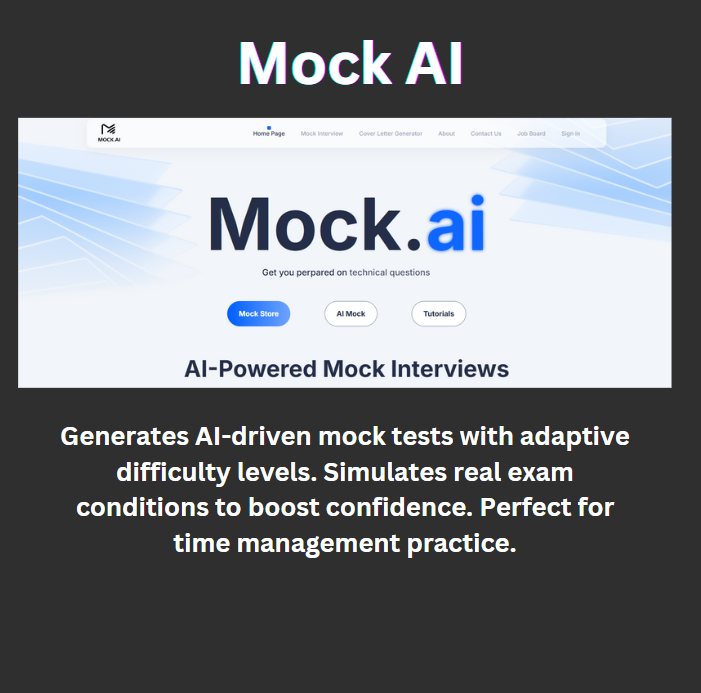 Mock AI
MOCK.AI
Home Page
Mock Interview
Cover Letter Generator
About
Contact Us
Job Board
Sign In
Mock.ai
Get you perpared on technical questions
Mock Store
AI Mock
Tutorials
AI-Powered Mock Interviews
Generates AI-driven mock tests with adaptive
difficulty levels. Simulates real exam
conditions to boost confidence. Perfect for
time management practice.